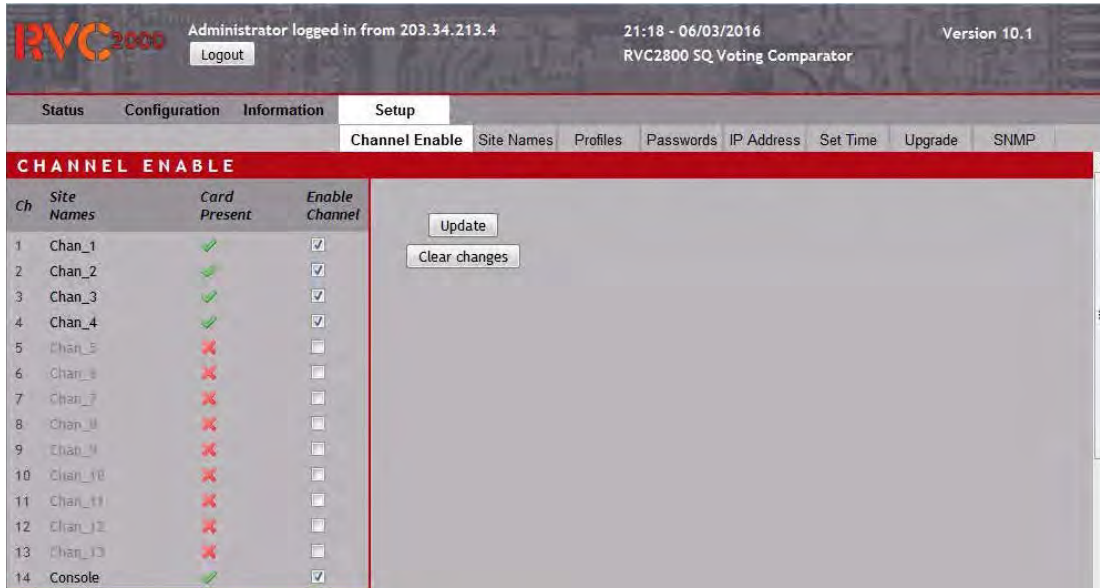 RVC2000
Administrator logged in from 203.34.213.4
Logout
21:18 - 06/03/2016
RVC2800 SQ Voting Comparator
Version 10.1
Status Configuration Information Setup
Channel Enable Site Names Profiles Passwords IP Address Set Time Upgrade SNMP
CHANNEL ENABLE
Ch Site Names Card Present Enable Channel
Update
Clear changes
1 Chan_1
2 Chan_2
3 Chan_3
4 Chan_4
5 Chan_5
6 Chan_6
7 Chan_7
8 Chan_8
9 Chan_9
10 Chan_10
11 Chan_11
12 Chan_12
13 Chan_13
14 Console